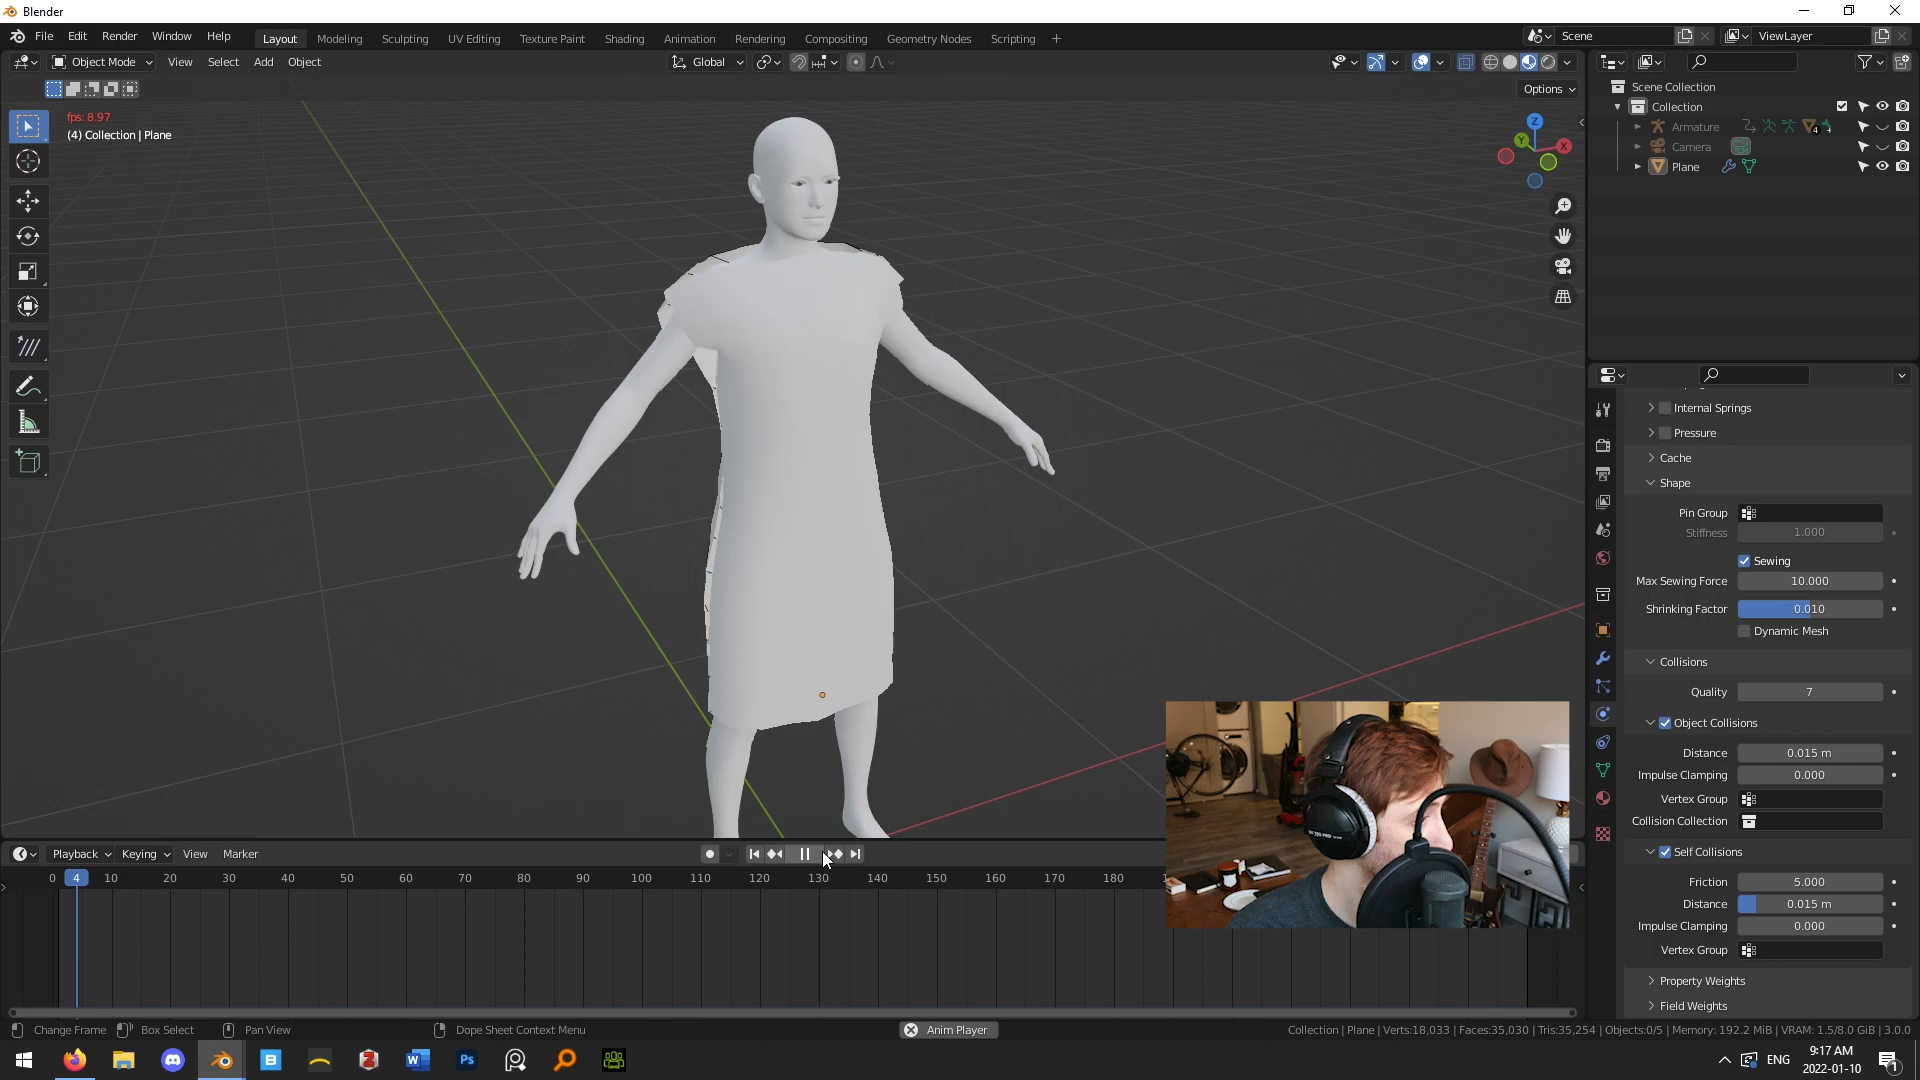 Blender
File Edit Render Window Help
Layout Modeling Sculpting UV Editing Texture Paint Shading Animation Rendering Compositing Geometry Nodes Scripting +
Scene
ViewLayer
Object Mode View Select Add Object
Global
Options
fps: 8.97
(4) Collection | Plane
Z
Y
X
Scene Collection
Collection
Armature
4
Camera
Plane
Internal Springs
Pressure
Cache
Shape
Pin Group
Stiffness 1.000
Sewing
Max Sewing Force 10.000
Shrinking Factor 0.010
Dynamic Mesh
Collisions
Quality 7
Object Collisions
Distance 0.015 m
Impulse Clamping 0.000
Vertex Group
Collision Collection
Self Collisions
Friction 5.000
Distance 0.015 m
Impulse Clamping 0.000
Vertex Group
Property Weights
Field Weights
Playback Keying View Marker
0 4 10 20 30 40 50 60 70 80 90 100 110 120 130 140 150 160 170 180
Change Frame Box Select Pan View Dope Sheet Context Menu Anim Player
Collection | Plane | Verts:18,033 | Faces:35,030 | Tris:35,254 | Objects:0/5 | Memory: 192.2 MiB | VRAM: 1.5/8.0 GiB | 3.0.0
B
Z
W
Ps
ENG
9:17 AM
2022-01-10
1